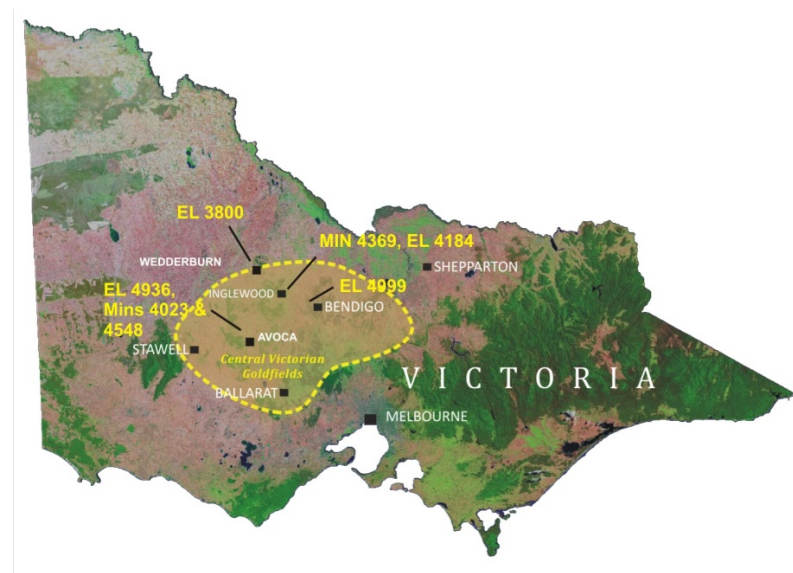 EL 3800
MIN 4369, EL 4184
WEDDERBURN
SHEPPARTON
EL 4936,
Mins 4023 &
4548
INGLEWOOD
EL 4999
BENDIGO
AVOCA
STAWELL
Central Victorian
Goldfields
VICTORIA
BALLARAT
MELBOURNE